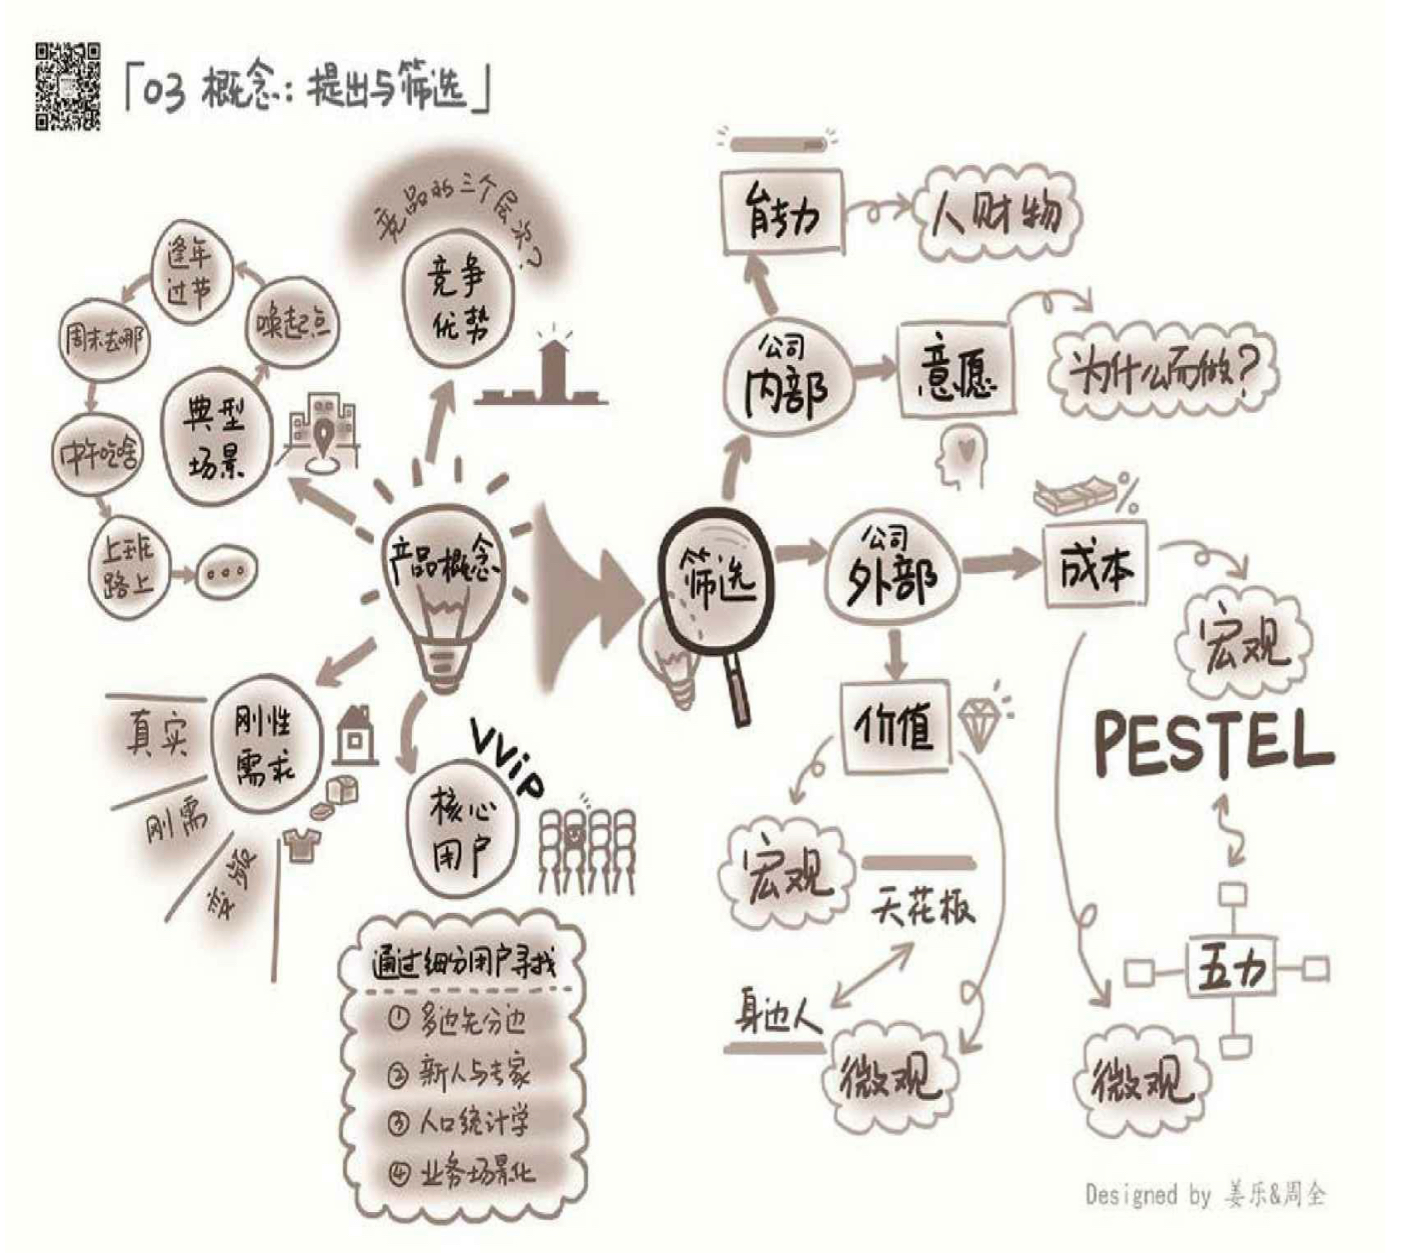 「03 概念：提出与筛选」
竞品的三个层次？
竞争
优势
逢年
过节
周末去哪
唤起点
典型
场景
中午吃啥
上班
路上
产品概念
真实
刚需
刚性
需求
VViP
核心
用户
通过细分用户寻找
① 多边先分边
② 新人与专家
③ 人口统计学
④ 业务场景化
筛选
能力
人财物
公司
内部
意愿
为什么而做？
公司
外部
成本
%
宏观
PESTEL
五力
微观
价值
宏观
天花板
身边人
微观
Designed by 姜乐&周全